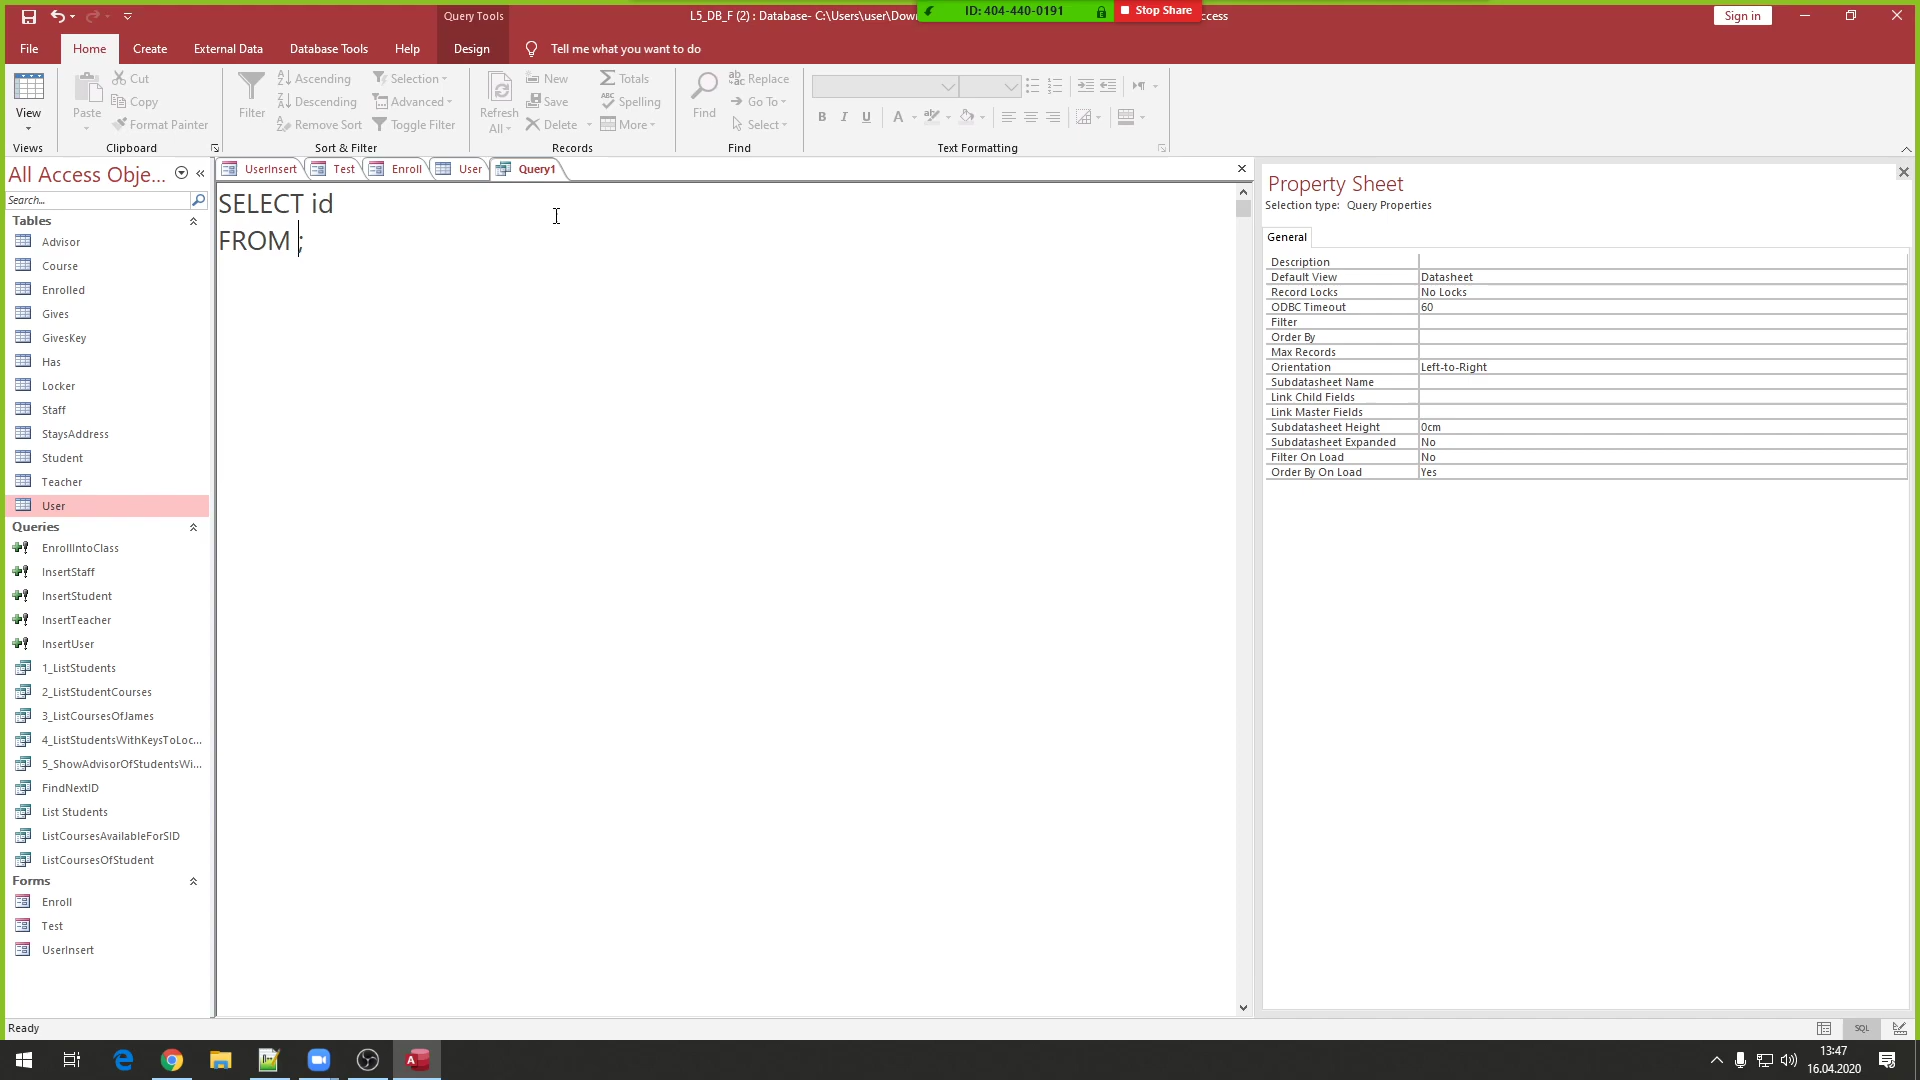 Query Tools
L5_DB_F (2) : Database- C:\Users\user\Dow
ID: 404-440-0191
Stop Share
ccess
Sign in
File
Home
Create
External Data
Database Tools
Help
Design
Tell me what you want to do
View
Paste
Cut
Copy
Format Painter
Filter
Ascending
Descending
Remove Sort
Selection
Advanced
Toggle Filter
Refresh
All
New
Save
Delete
Totals
Spelling
More
Find
Replace
Go To
Select
B I U
Views
Clipboard
Sort & Filter
Records
Find
Text Formatting
All Access Obje...
Search...
Tables
Advisor
Course
Enrolled
Gives
GivesKey
Has
Locker
Staff
StaysAddress
Student
Teacher
User
Queries
EnrollIntoClass
InsertStaff
InsertStudent
InsertTeacher
InsertUser
1_ListStudents
2_ListStudentCourses
3_ListCoursesOfJames
4_ListStudentsWithKeysToLoc...
5_ShowAdvisorOfStudentsWi...
FindNextID
List Students
ListCoursesAvailableForSID
ListCoursesOfStudent
Forms
Enroll
Test
UserInsert
UserInsert
Test
Enroll
User
Query1
SELECT id
FROM ;
Property Sheet
Selection type: Query Properties
General
Description
Default View Datasheet
Record Locks No Locks
ODBC Timeout 60
Filter
Order By
Max Records
Orientation Left-to-Right
Subdatasheet Name
Link Child Fields
Link Master Fields
Subdatasheet Height 0cm
Subdatasheet Expanded No
Filter On Load No
Order By On Load Yes
Ready
SQL
13:47
16.04.2020